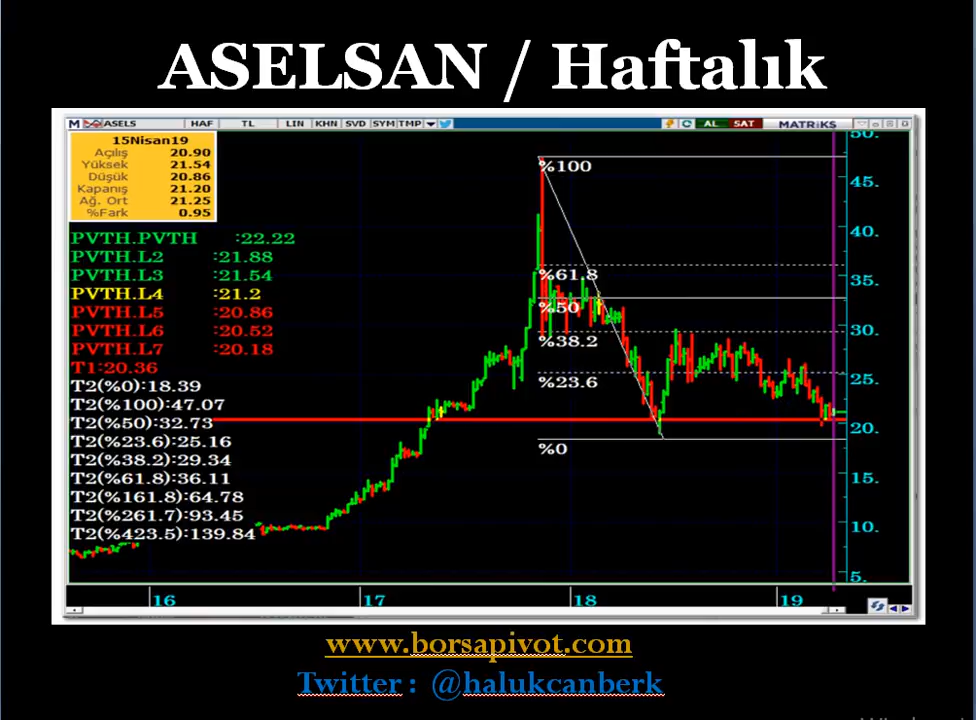 ASELSAN / Haftalık
M ASELS HAF TL LIN KHN SVD SYM TMP AL SAT MATRiKS
15Nisan19
Açılış 20.90
Yüksek 21.54
Düşük 20.86
Kapanış 21.20
Ağ. Ort 21.25
%Fark 0.95
PVTH.PVTH :22.22
PVTH.L2 :21.88
PVTH.L3 :21.54
PVTH.L4 :21.2
PVTH.L5 :20.86
PVTH.L6 :20.52
PVTH.L7 :20.18
T1:20.36
T2(%0):18.39
T2(%100):47.07
T2(%50):32.73
T2(%23.6):25.16
T2(%38.2):29.34
T2(%61.8):36.11
T2(%161.8):64.78
T2(%261.7):93.45
T2(%423.5):139.84
%100
%61.8
%50
%38.2
%23.6
%0
50.
45.
40.
35.
30.
25.
20.
15.
10.
5.
16 17 18 19
www.borsapivot.com
Twitter : @halukcanberk